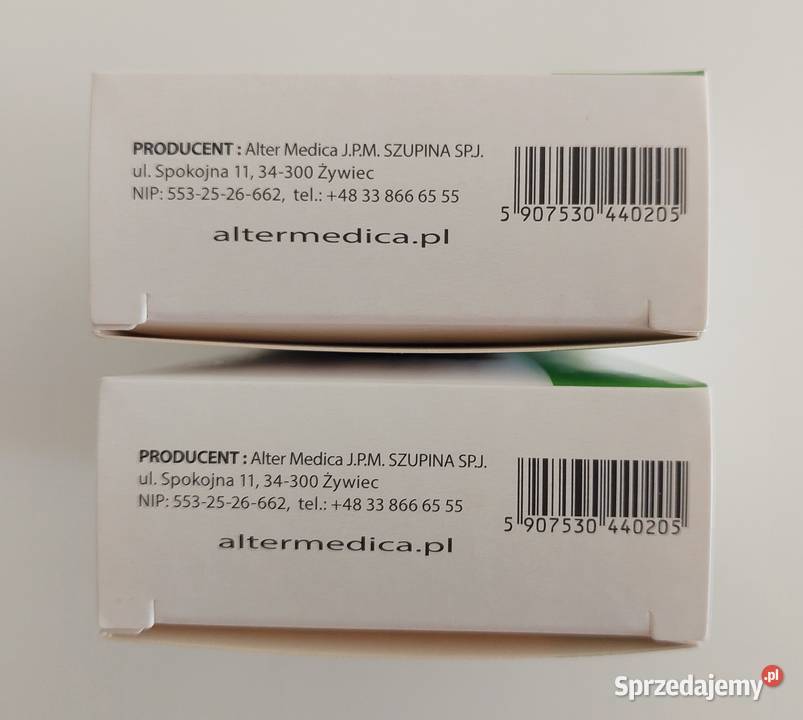 PRODUCENT : Alter Medica J.P.M. SZUPINA SP.J.
ul. Spokojna 11, 34-300 Żywiec
NIP: 553-25-26-662, tel.: +48 33 866 65 55
altermedica.pl
5 907530 440205
PRODUCENT : Alter Medica J.P.M. SZUPINA SP.J.
ul. Spokojna 11, 34-300 Żywiec
NIP: 553-25-26-662, tel.: +48 33 866 65 55
altermedica.pl
5 907530 440205
Sprzedajemy.pl